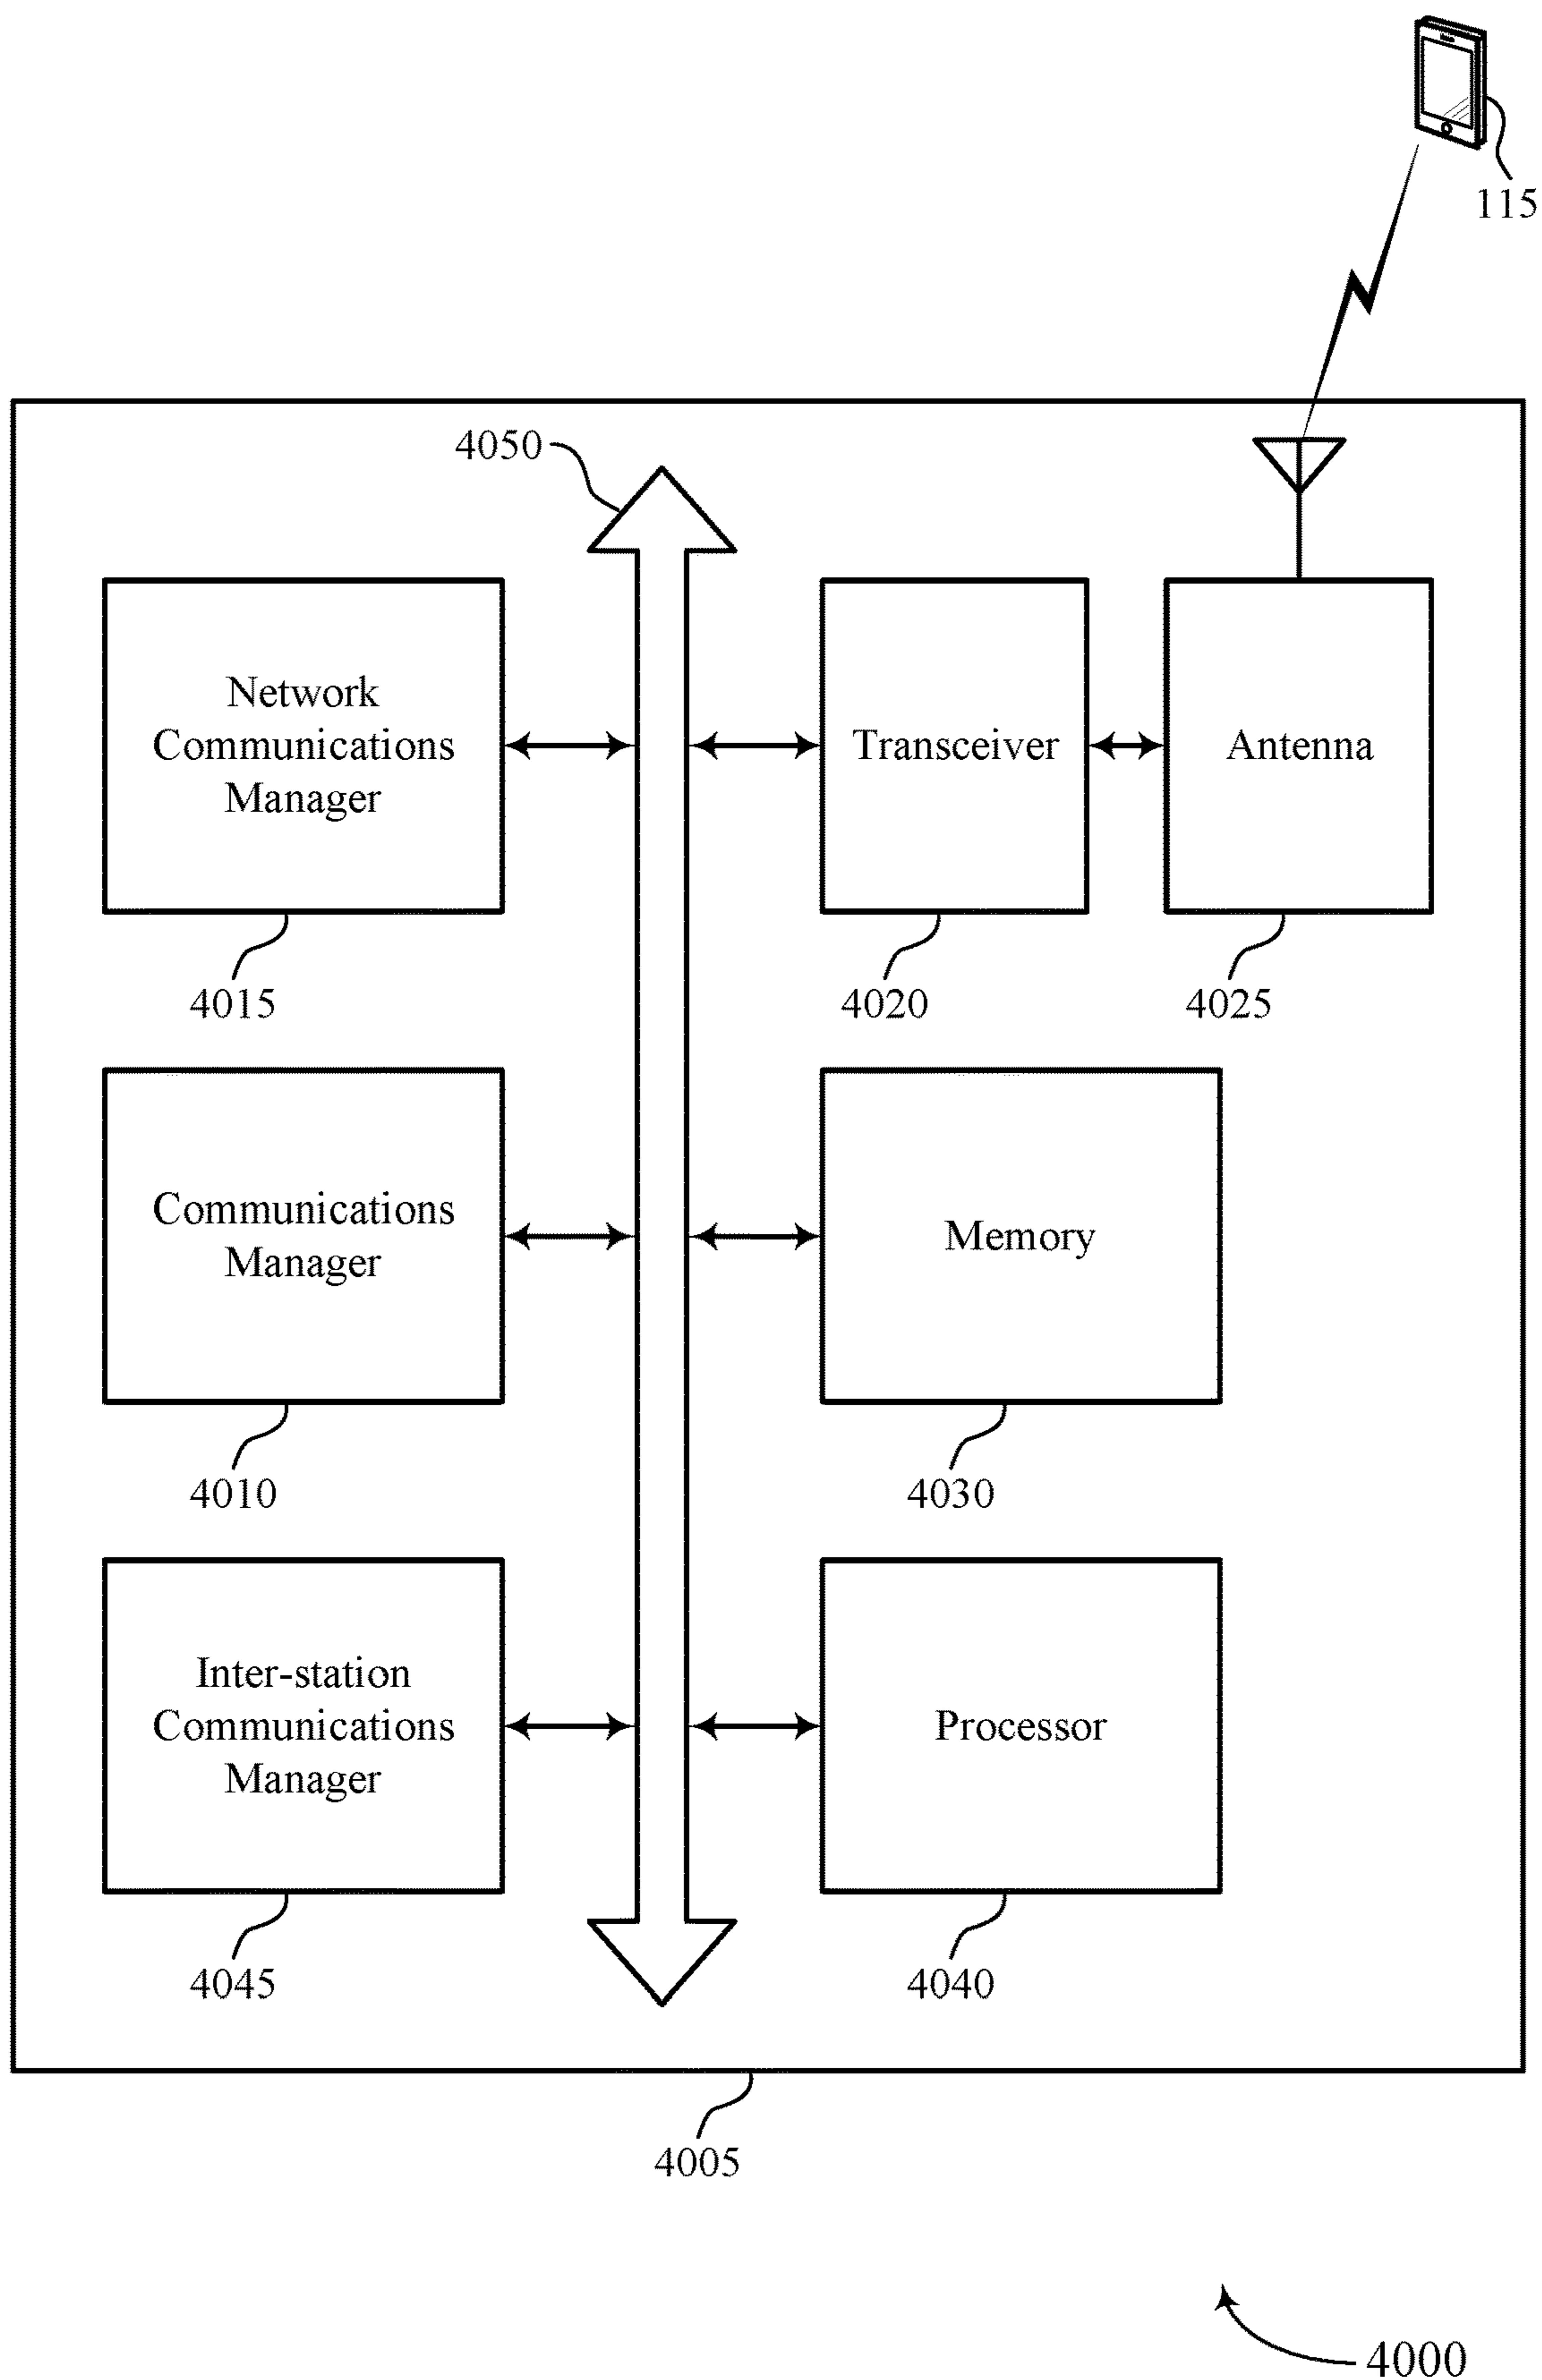 115
4050
Network
Communications
Manager
Transceiver
Antenna
4015
4020
4025
Communications
Manager
Memory
4010
4030
Inter-station
Communications
Manager
Processor
4045
4040
4005
4000